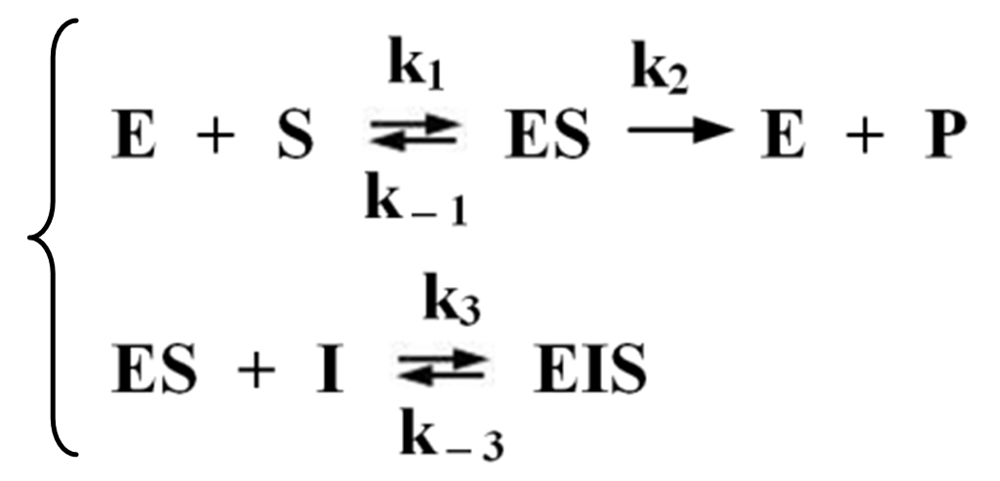 k₁ k₂
E + S ⇌ ES → E + P
k₋₁
k₃
ES + I ⇌ EIS
k₋₃